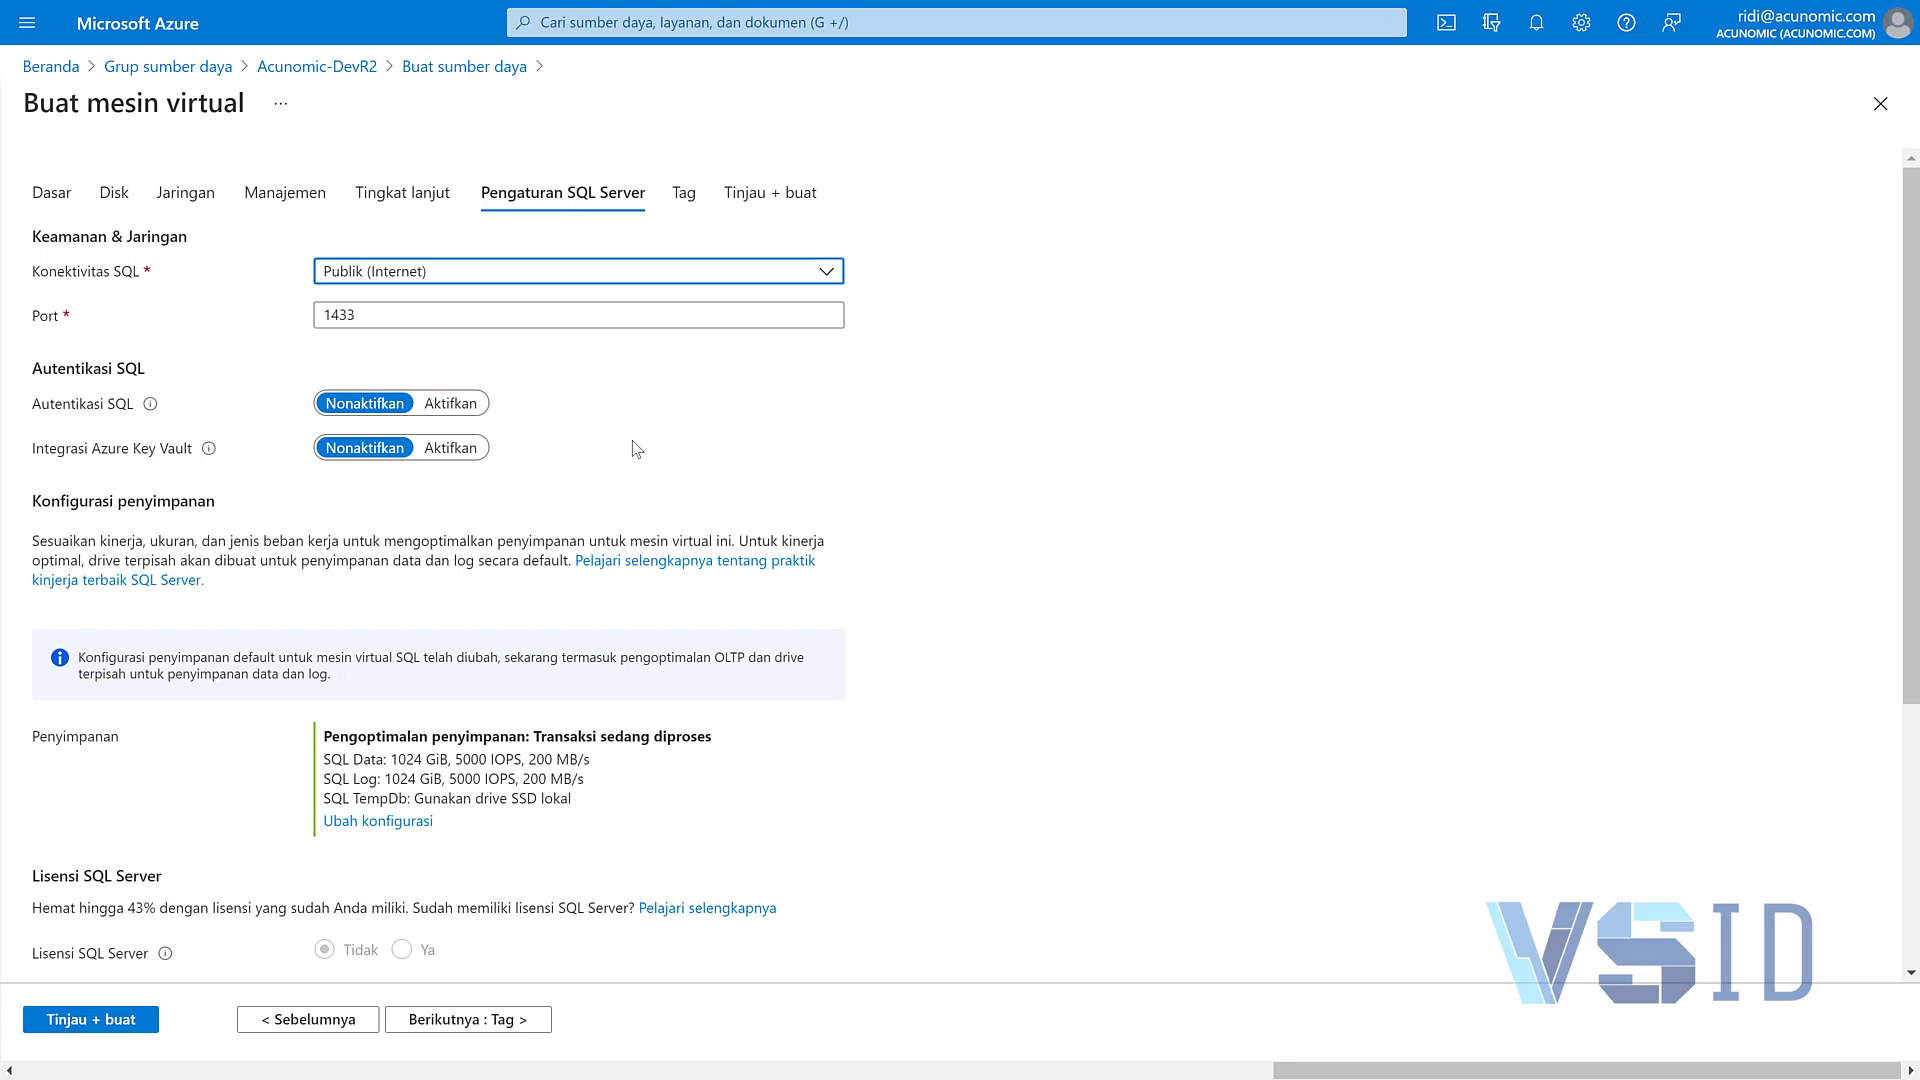 Microsoft Azure
Cari sumber daya, layanan, dan dokumen (G +/)
ridi@acunomic.com
ACUNOMIC (ACUNOMIC.COM)
Beranda > Grup sumber daya > Acunomic-DevR2 > Buat sumber daya >
Buat mesin virtual ...
Dasar Disk Jaringan Manajemen Tingkat lanjut Pengaturan SQL Server Tag Tinjau + buat
Keamanan & Jaringan
Konektivitas SQL * Publik (Internet)
Port * 1433
Autentikasi SQL
Autentikasi SQL Nonaktifkan Aktifkan
Integrasi Azure Key Vault Nonaktifkan Aktifkan
Konfigurasi penyimpanan
Sesuaikan kinerja, ukuran, dan jenis beban kerja untuk mengoptimalkan penyimpanan untuk mesin virtual ini. Untuk kinerja
optimal, drive terpisah akan dibuat untuk penyimpanan data dan log secara default. Pelajari selengkapnya tentang praktik
kinjerja terbaik SQL Server.
Konfigurasi penyimpanan default untuk mesin virtual SQL telah diubah, sekarang termasuk pengoptimalan OLTP dan drive
terpisah untuk penyimpanan data dan log.
Penyimpanan
Pengoptimalan penyimpanan: Transaksi sedang diproses
SQL Data: 1024 GiB, 5000 IOPS, 200 MB/s
SQL Log: 1024 GiB, 5000 IOPS, 200 MB/s
SQL TempDb: Gunakan drive SSD lokal
Ubah konfigurasi
Lisensi SQL Server
Hemat hingga 43% dengan lisensi yang sudah Anda miliki. Sudah memiliki lisensi SQL Server? Pelajari selengkapnya
Lisensi SQL Server Tidak Ya
VSID
Tinjau + buat < Sebelumnya Berikutnya : Tag >